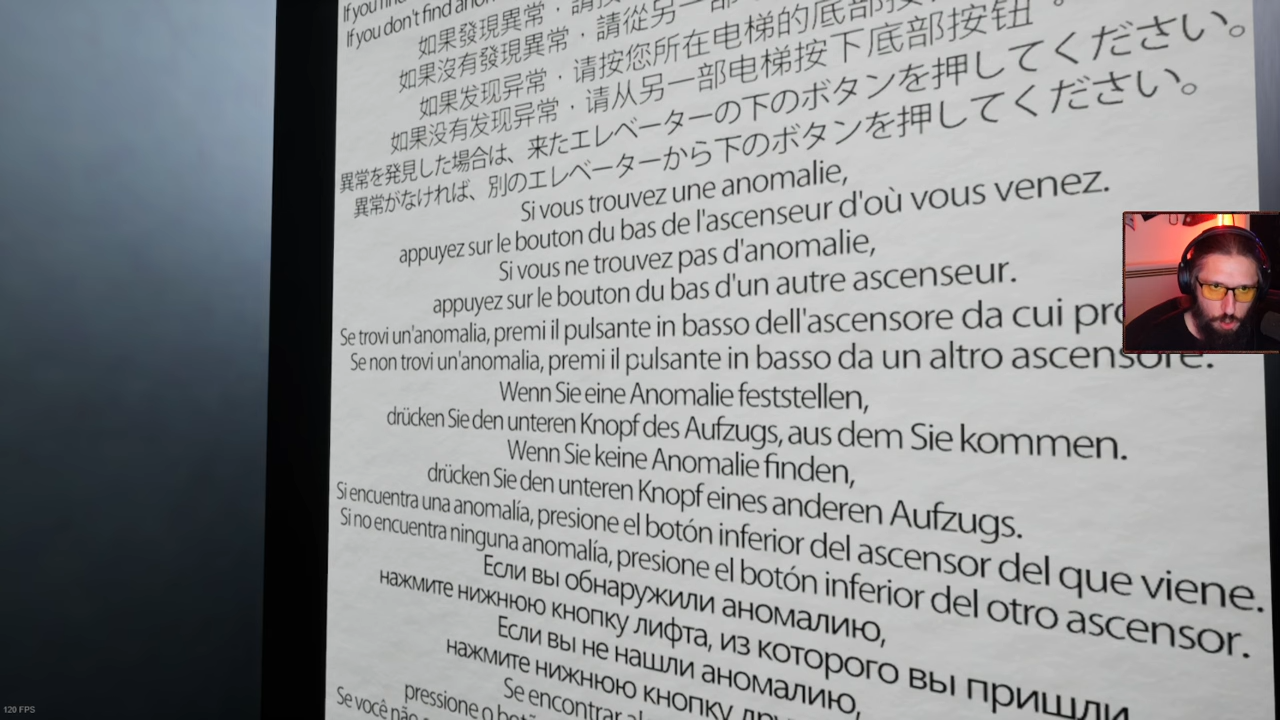 If you
If you don't find
如果發現異常，請
如果沒有發現異常，請從另一部
如果发现异常，请按您所在电梯的底部按
如果没有发现异常，请从另一部电梯按下底部按钮。
異常を発見した場合は、来たエレベーターの下のボタンを押してください。
異常がなければ、別のエレベーターから下のボタンを押してください。
Si vous trouvez une anomalie,
appuyez sur le bouton du bas de l'ascenseur d'où vous venez.
Si vous ne trouvez pas d'anomalie,
appuyez sur le bouton du bas d'un autre ascenseur.
Se trovi un'anomalia, premi il pulsante in basso dell'ascensore da cui
Se non trovi un'anomalia, premi il pulsante in basso da un altro ascensore.
Wenn Sie eine Anomalie feststellen,
drücken Sie den unteren Knopf des Aufzugs, aus dem Sie kommen.
Wenn Sie keine Anomalie finden,
drücken Sie den unteren Knopf eines anderen Aufzugs.
Si encuentra una anomalía, presione el botón inferior del ascensor del que viene.
Si no encuentra ninguna anomalía, presione el botón inferior del otro ascensor.
Если вы обнаружили аномалию,
нажмите нижнюю кнопку лифта, из которого вы пришли
Если вы не нашли аномалию,
нажмите нижнюю кнопку
Se encontrar
pressione o
Se você não
120 FPS